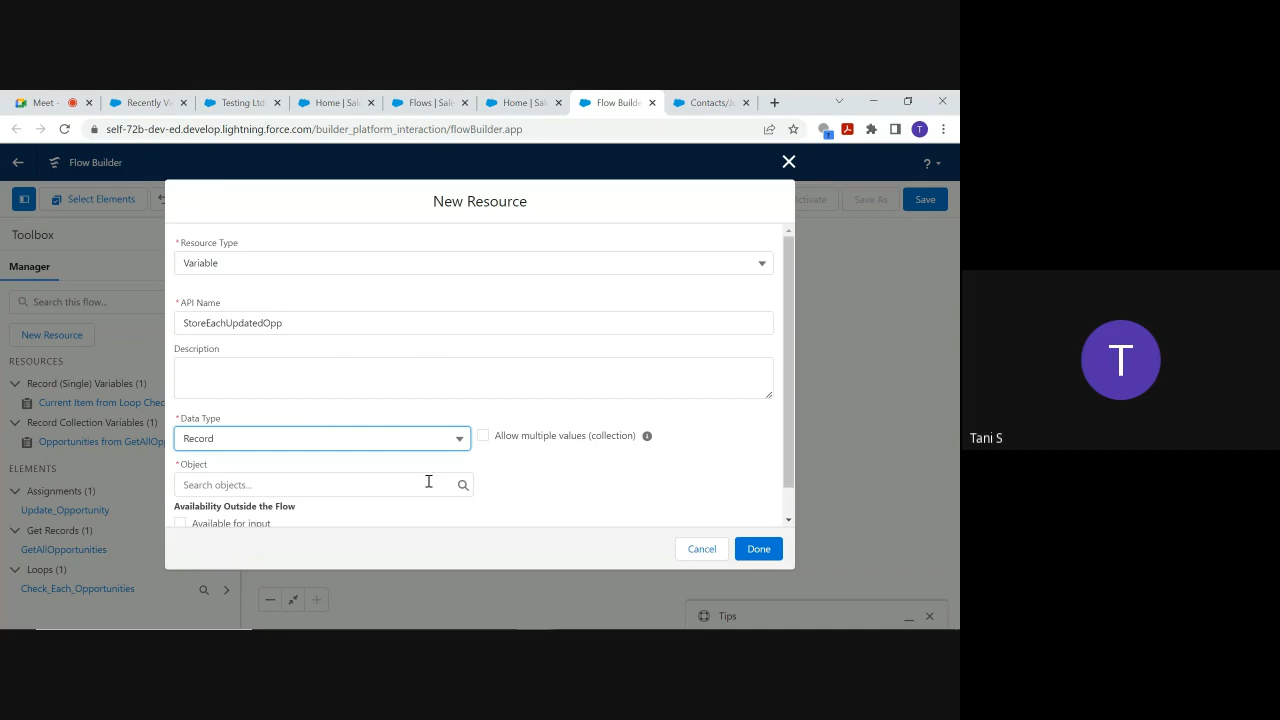 Meet -
Recently Vi
Testing Ltd
Home | Sal
Flows | Sale
Home | Sal
Flow Builde
Contacts/J
self-72b-dev-ed.develop.lightning.force.com/builder_platform_interaction/flowBuilder.app
T
Flow Builder
?
Select Elements
ctivate
Save As
Save
Toolbox
Manager
Search this flow...
New Resource
RESOURCES
Record (Single) Variables (1)
Current Item from Loop Chec
Record Collection Variables (1)
Opportunities from GetAllOpp
ELEMENTS
Assignments (1)
Update_Opportunity
Get Records (1)
GetAllOpportunities
Loops (1)
Check_Each_Opportunities
New Resource
*Resource Type
Variable
*API Name
StoreEachUpdatedOpp
Description
*Data Type
Record
Allow multiple values (collection)
*Object
Search objects...
Availability Outside the Flow
Available for input
Cancel
Done
Tips
T
Tani S